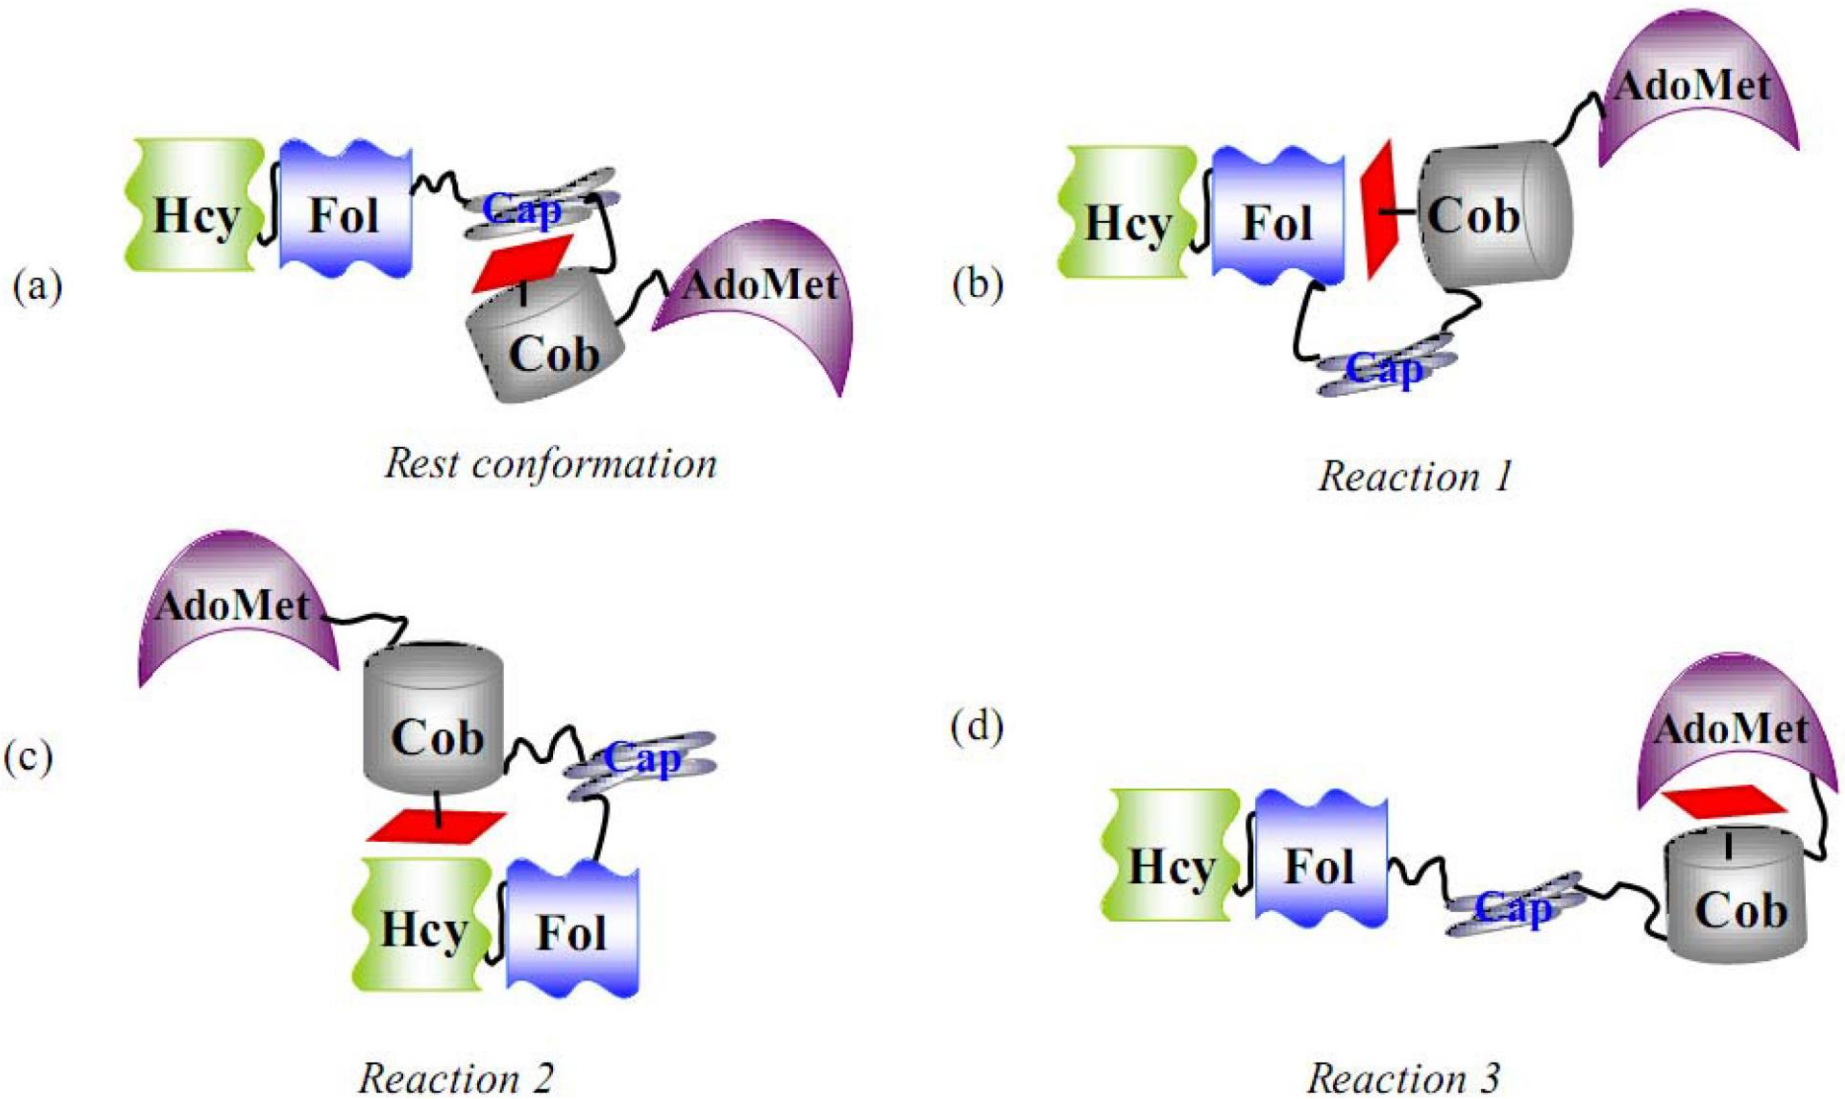 (a)
Hcy
Fol
Cap
Cob
AdoMet
Rest conformation
(b)
Hcy
Fol
Cob
AdoMet
Cap
Reaction 1
(c)
AdoMet
Cob
Cap
Hcy
Fol
Reaction 2
(d)
Hcy
Fol
Cap
Cob
AdoMet
Reaction 3